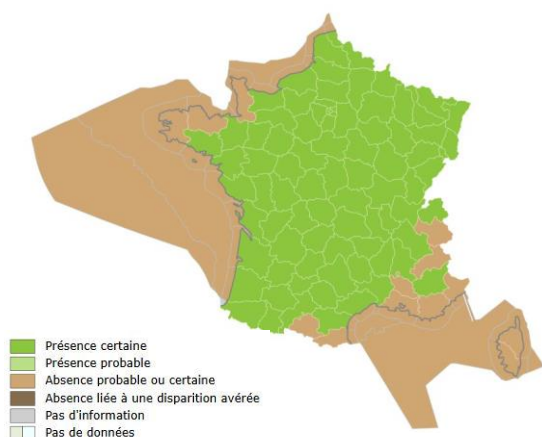 Présence certaine
Présence probable
Absence probable ou certaine
Absence liée à une disparition avérée
Pas d'information
Pas de données